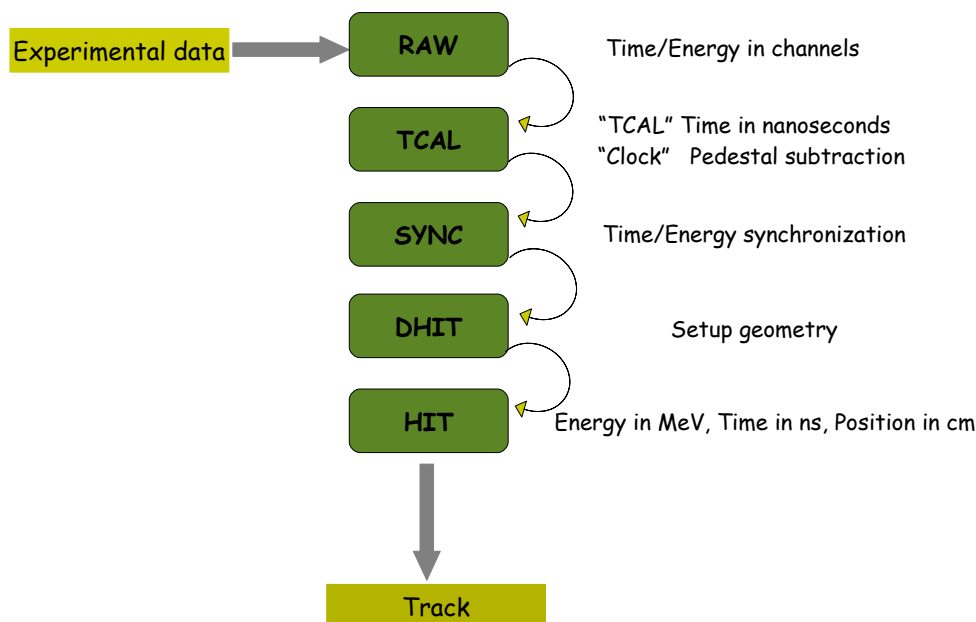 Experimental data
RAW
Time/Energy in channels
TCAL
“TCAL” Time in nanoseconds
“Clock” Pedestal subtraction
SYNC
Time/Energy synchronization
DHIT
Setup geometry
HIT
Energy in MeV, Time in ns, Position in cm
Track